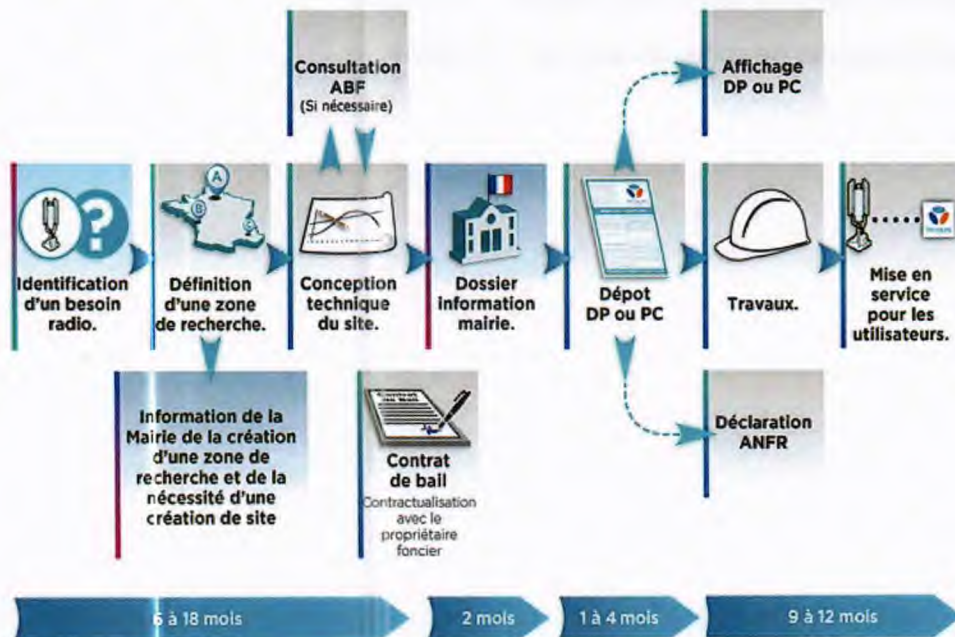 Consultation
ABF
(Si nécessaire)
Affichage
DP ou PC
A
B
C
Identification
d'un besoin
radio.
Définition
d'une zone
de recherche.
Conception
technique
du site.
Dossier
information
mairie.
Dépot
DP ou PC
Travaux.
Mise en
service
pour les
utilisateurs.
Information de la
Mairie de la création
d'une zone de
recherche et de la
nécessité d'une
création de site
Contrat
de Bail
Contrat
de bail
Contractualisation
avec le
propriétaire
foncier
Déclaration
ANFR
6 à 18 mois
2 mois
1 à 4 mois
9 à 12 mois